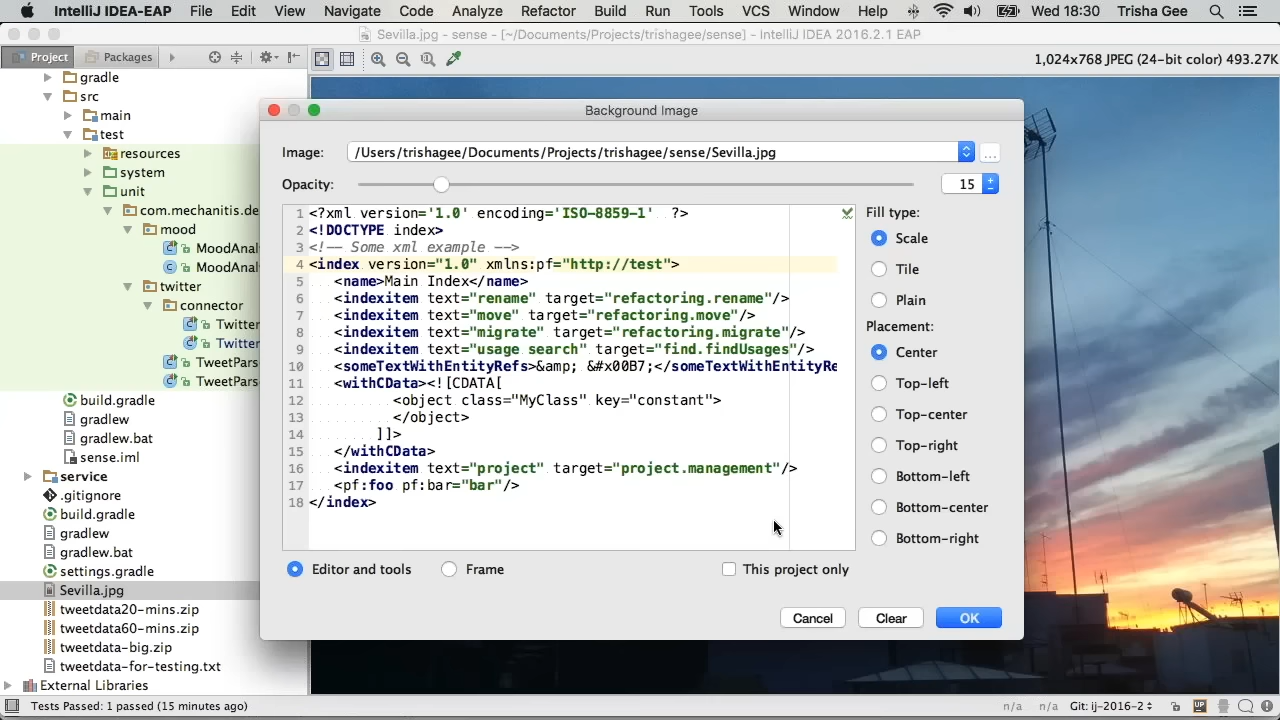 IntelliJ IDEA-EAP File Edit View Navigate Code Analyze Refactor Build Run Tools VCS Window Help Wed 18:30 Trisha Gee
Sevilla.jpg - sense - [~/Documents/Projects/trishagee/sense] - IntelliJ IDEA 2016.2.1 EAP
Project Packages
1,024x768 JPEG (24-bit color) 493.27K
gradle
src
main
test
resources
system
unit
com.mechanitis.de
mood
MoodAnal
MoodAnal
twitter
connector
Twitter
Twitter
TweetPars
TweetPars
build.gradle
gradlew
gradlew.bat
sense.iml
service
.gitignore
build.gradle
gradlew
gradlew.bat
settings.gradle
Sevilla.jpg
tweetdata20-mins.zip
tweetdata60-mins.zip
tweetdata-big.zip
tweetdata-for-testing.txt
External Libraries
Background Image
Image: /Users/trishagee/Documents/Projects/trishagee/sense/Sevilla.jpg ...
Opacity: 15
1 <?xml version='1.0' encoding='ISO-8859-1' ?>
2 <!DOCTYPE index>
3 <!-- Some xml example -->
4 <index version="1.0" xmlns:pf="http://test">
5 <name>Main Index</name>
6 <indexitem text="rename" target="refactoring.rename"/>
7 <indexitem text="move" target="refactoring.move"/>
8 <indexitem text="migrate" target="refactoring.migrate"/>
9 <indexitem text="usage search" target="find.findUsages"/>
10 <someTextWithEntityRefs>&amp; &#x00B7;</someTextWithEntityRe
11 <withCData><![CDATA[
12 <object class="MyClass" key="constant">
13 </object>
14 ]]>
15 </withCData>
16 <indexitem text="project" target="project.management"/>
17 <pf:foo pf:bar="bar"/>
18 </index>
Fill type:
Scale
Tile
Plain
Placement:
Center
Top-left
Top-center
Top-right
Bottom-left
Bottom-center
Bottom-right
Editor and tools Frame This project only
Cancel Clear OK
Tests Passed: 1 passed (15 minutes ago) n/a n/a Git: ij-2016-2 UP